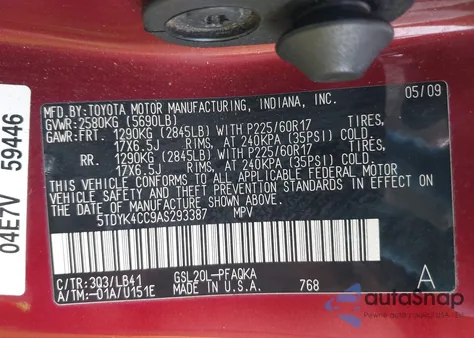 MFD.BY:TOYOTA MOTOR MANUFACTURING, INDIANA, INC. 05/09
GVWR:2580KG (5690LB)
GAWR:FRT. 1290KG (2845LB) WITH P225/60R17 TIRES,
17X6.5J RIMS, AT 240KPA (35PSI) COLD.
RR. 1290KG (2845LB) WITH P225/60R17 TIRES,
17X6.5J RIMS, AT 240KPA (35PSI) COLD.
THIS VEHICLE CONFORMS TO ALL APPLICABLE FEDERAL MOTOR
VEHICLE SAFETY, BUMPER, AND THEFT PREVENTION STANDARDS IN
EFFECT ON THE DATE OF MANUFACTURE SHOWN ABOVE.
5TDYK4CC9AS293387 MPV
C/TR:3Q3/LB41 GSL20L-PFAQKA A
A/TM:-01A/U151E MADE IN U.S.A. 768
04E7V 59446
AutoSnap